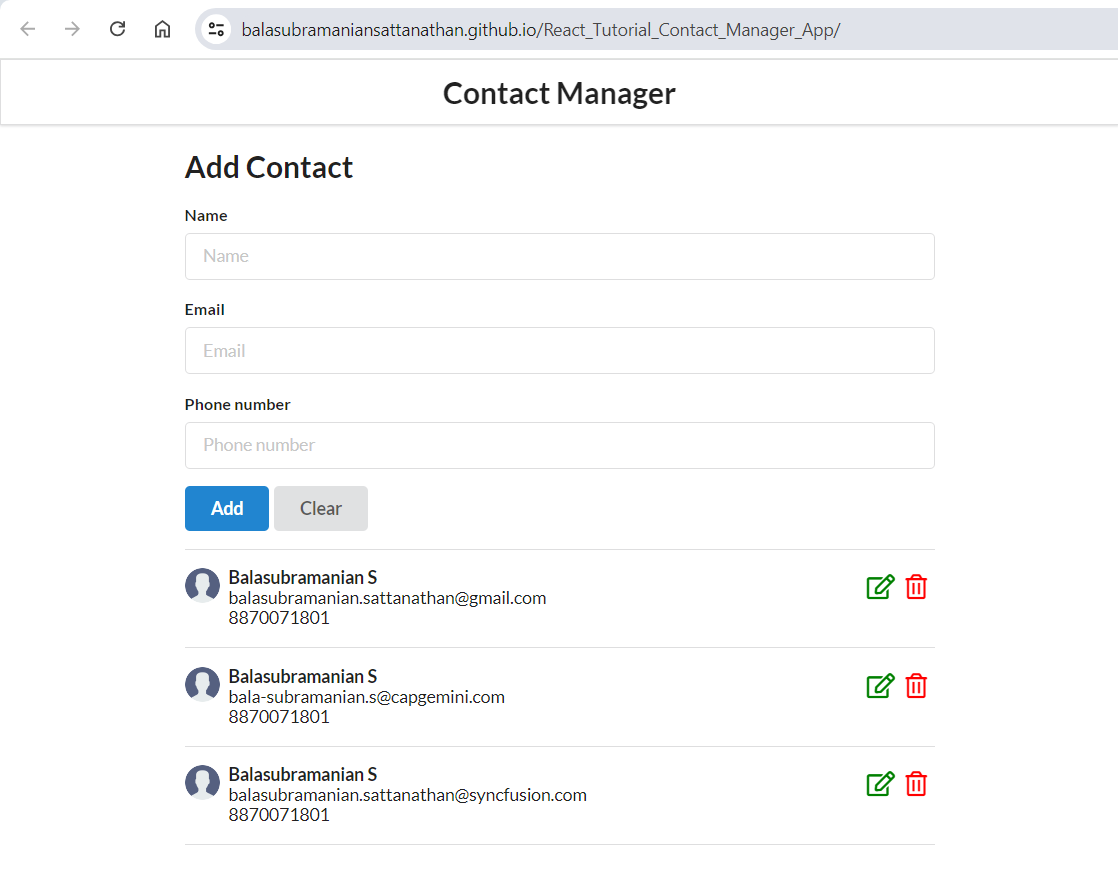 balasubramaniansattanathan.github.io/React_Tutorial_Contact_Manager_App/
Contact Manager
Add Contact
Name
Name
Email
Email
Phone number
Phone number
Add Clear
Balasubramanian S
balasubramanian.sattanathan@gmail.com
8870071801
Balasubramanian S
bala-subramanian.s@capgemini.com
8870071801
Balasubramanian S
balasubramanian.sattanathan@syncfusion.com
8870071801